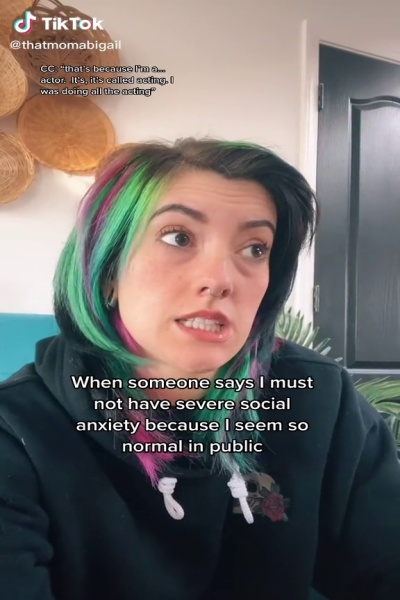 TikTok
@thatmomabigail
CC. "that's because I'm a...
actor. It's, it's called acting. I
was doing all the acting"
When someone says I must
not have severe social
anxiety because I seem so
normal in public